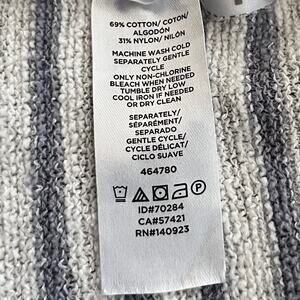 69% COTTON/ COTON/
ALGODÓN
31% NYLON/ NILÓN
MACHINE WASH COLD
SEPARATELY GENTLE
CYCLE
ONLY NON-CHLORINE
BLEACH WHEN NEEDED
TUMBLE DRY LOW
COOL IRON IF NEEDED
OR DRY CLEAN
SEPARATELY/
SÉPARÉMENT/
SEPARADO
GENTLE CYCLE/
CYCLE DÉLICAT/
CICLO SUAVE
464780
P
ID#70284
CA#57421
RN#140923